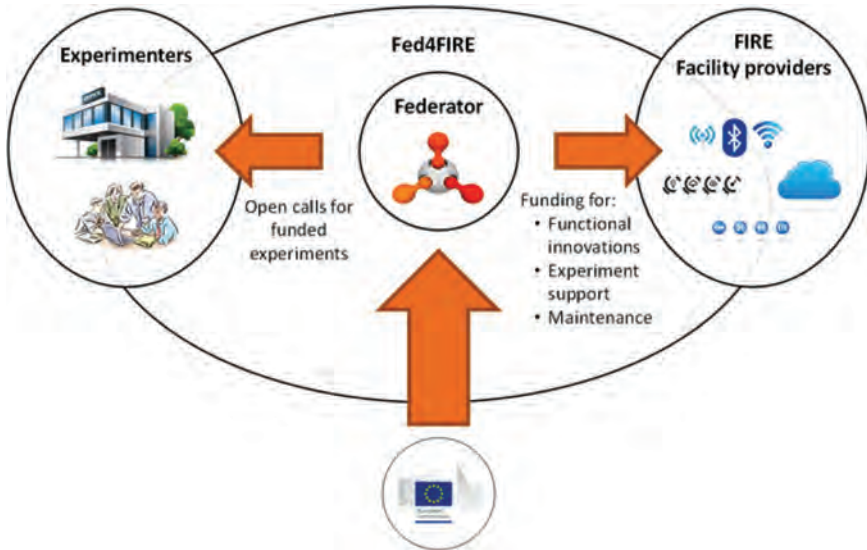 Fed4FIRE
Experimenters
FIRE
Facility providers
Federator
Open calls for
funded
experiments
Funding for:
• Functional
innovations
• Experiment
support
• Maintenance